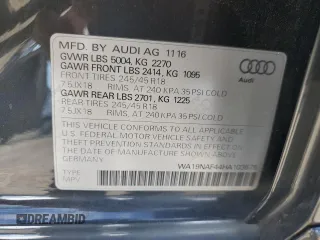 MFD. BY AUDI AG 11 16
GVWR LBS 5004, KG 2270
GAWR FRONT LBS 2414, KG 1095
FRONT TIRES 245/45 R18
7.5JX18 RIMS, AT 240 KPA 35 PSI COLD
GAWR REAR LBS 2701, KG 1225
REAR TIRES 245/45 R18
7.5JX18 RIMS, AT 240 KPA 35 PSI COLD
THIS VEHICLE CONFORMS TO ALL APPLICABLE
U.S. FEDERAL MOTOR VEHICLE SAFETY
STANDARDS IN EFFECT ON
THE DATE OF MANUFACTURE SHOWN ABOVE
GERMANY
TYPE:
MPV
Audi
DREAMBID